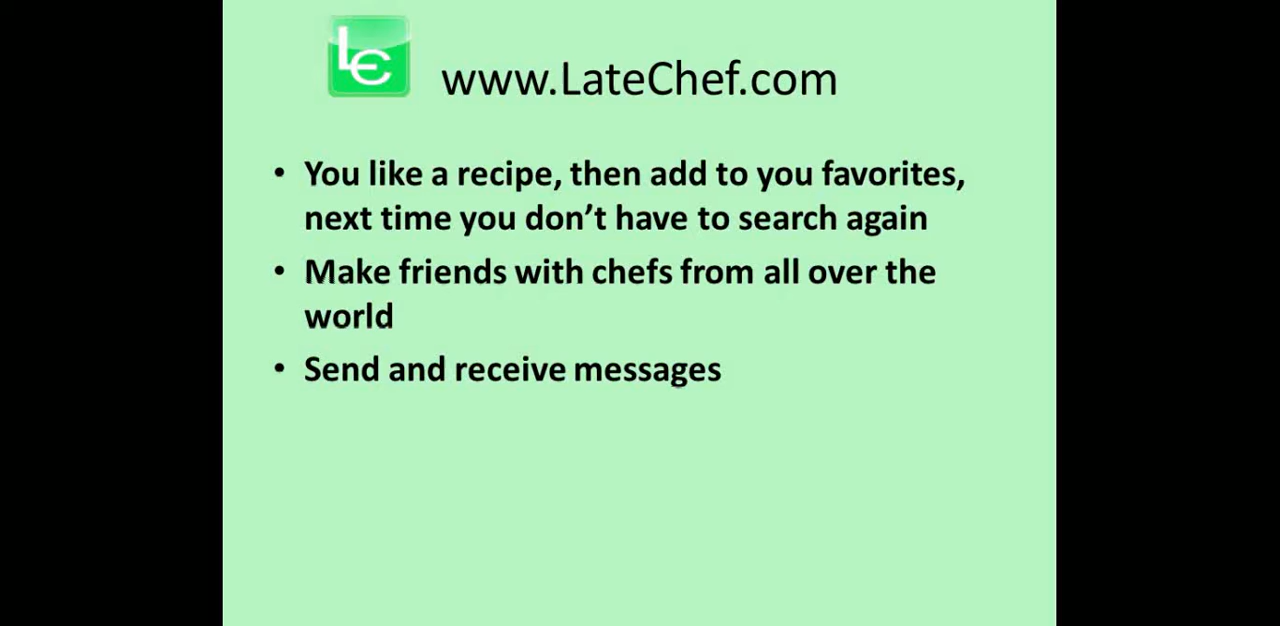 LC
www.LateChef.com
• You like a recipe, then add to you favorites,
next time you don't have to search again
• Make friends with chefs from all over the
world
• Send and receive messages